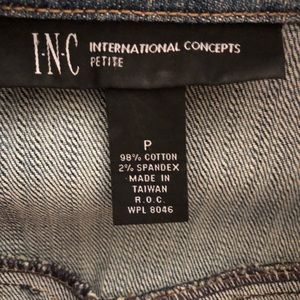 I·N·C INTERNATIONAL CONCEPTS
PETITE
P
98% COTTON
2% SPANDEX
MADE IN
TAIWAN
R.O.C.
WPL 8046